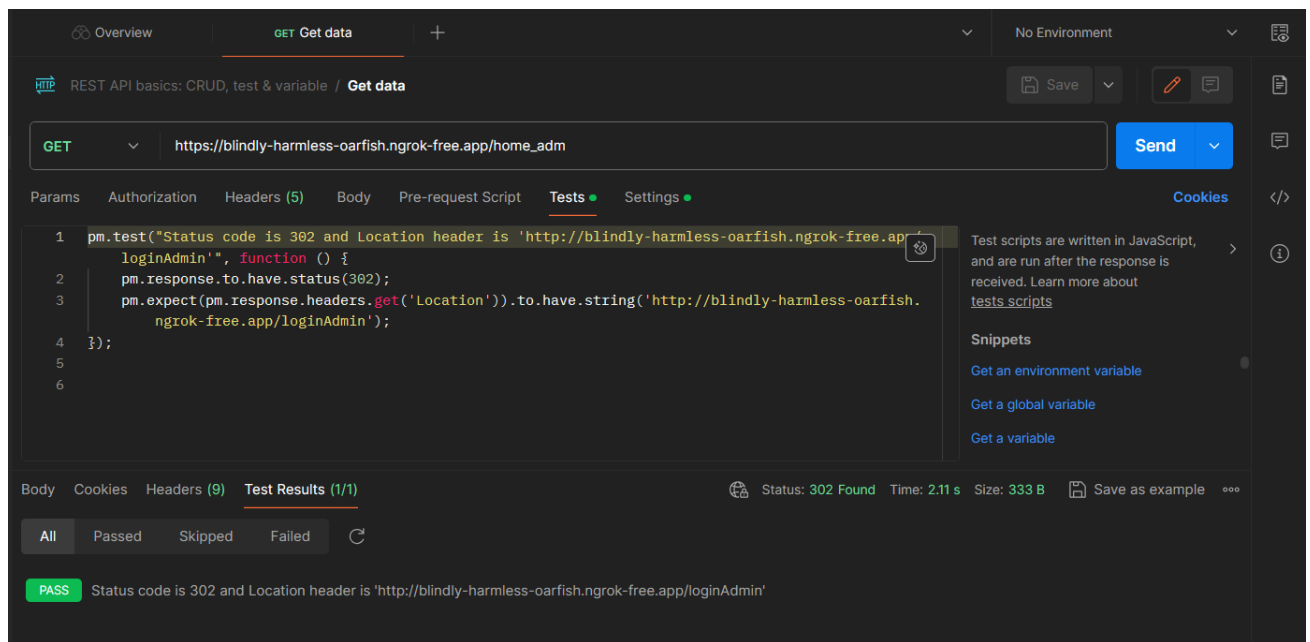 Overview GET Get data No Environment
HTTP REST API basics: CRUD, test & variable / Get data Save
GET https://blindly-harmless-oarfish.ngrok-free.app/home_adm Send
Params Authorization Headers (5) Body Pre-request Script Tests Settings Cookies
1 pm.test("Status code is 302 and Location header is 'http://blindly-harmless-oarfish.ngrok-free.app/
loginAdmin'", function () {
2 pm.response.to.have.status(302);
3 pm.expect(pm.response.headers.get('Location')).to.have.string('http://blindly-harmless-oarfish.
ngrok-free.app/loginAdmin');
4 });
5
6
Test scripts are written in JavaScript,
and are run after the response is
received. Learn more about
tests scripts
Snippets
Get an environment variable
Get a global variable
Get a variable
Body Cookies Headers (9) Test Results (1/1) Status: 302 Found Time: 2.11 s Size: 333 B Save as example
All Passed Skipped Failed
PASS Status code is 302 and Location header is 'http://blindly-harmless-oarfish.ngrok-free.app/loginAdmin'